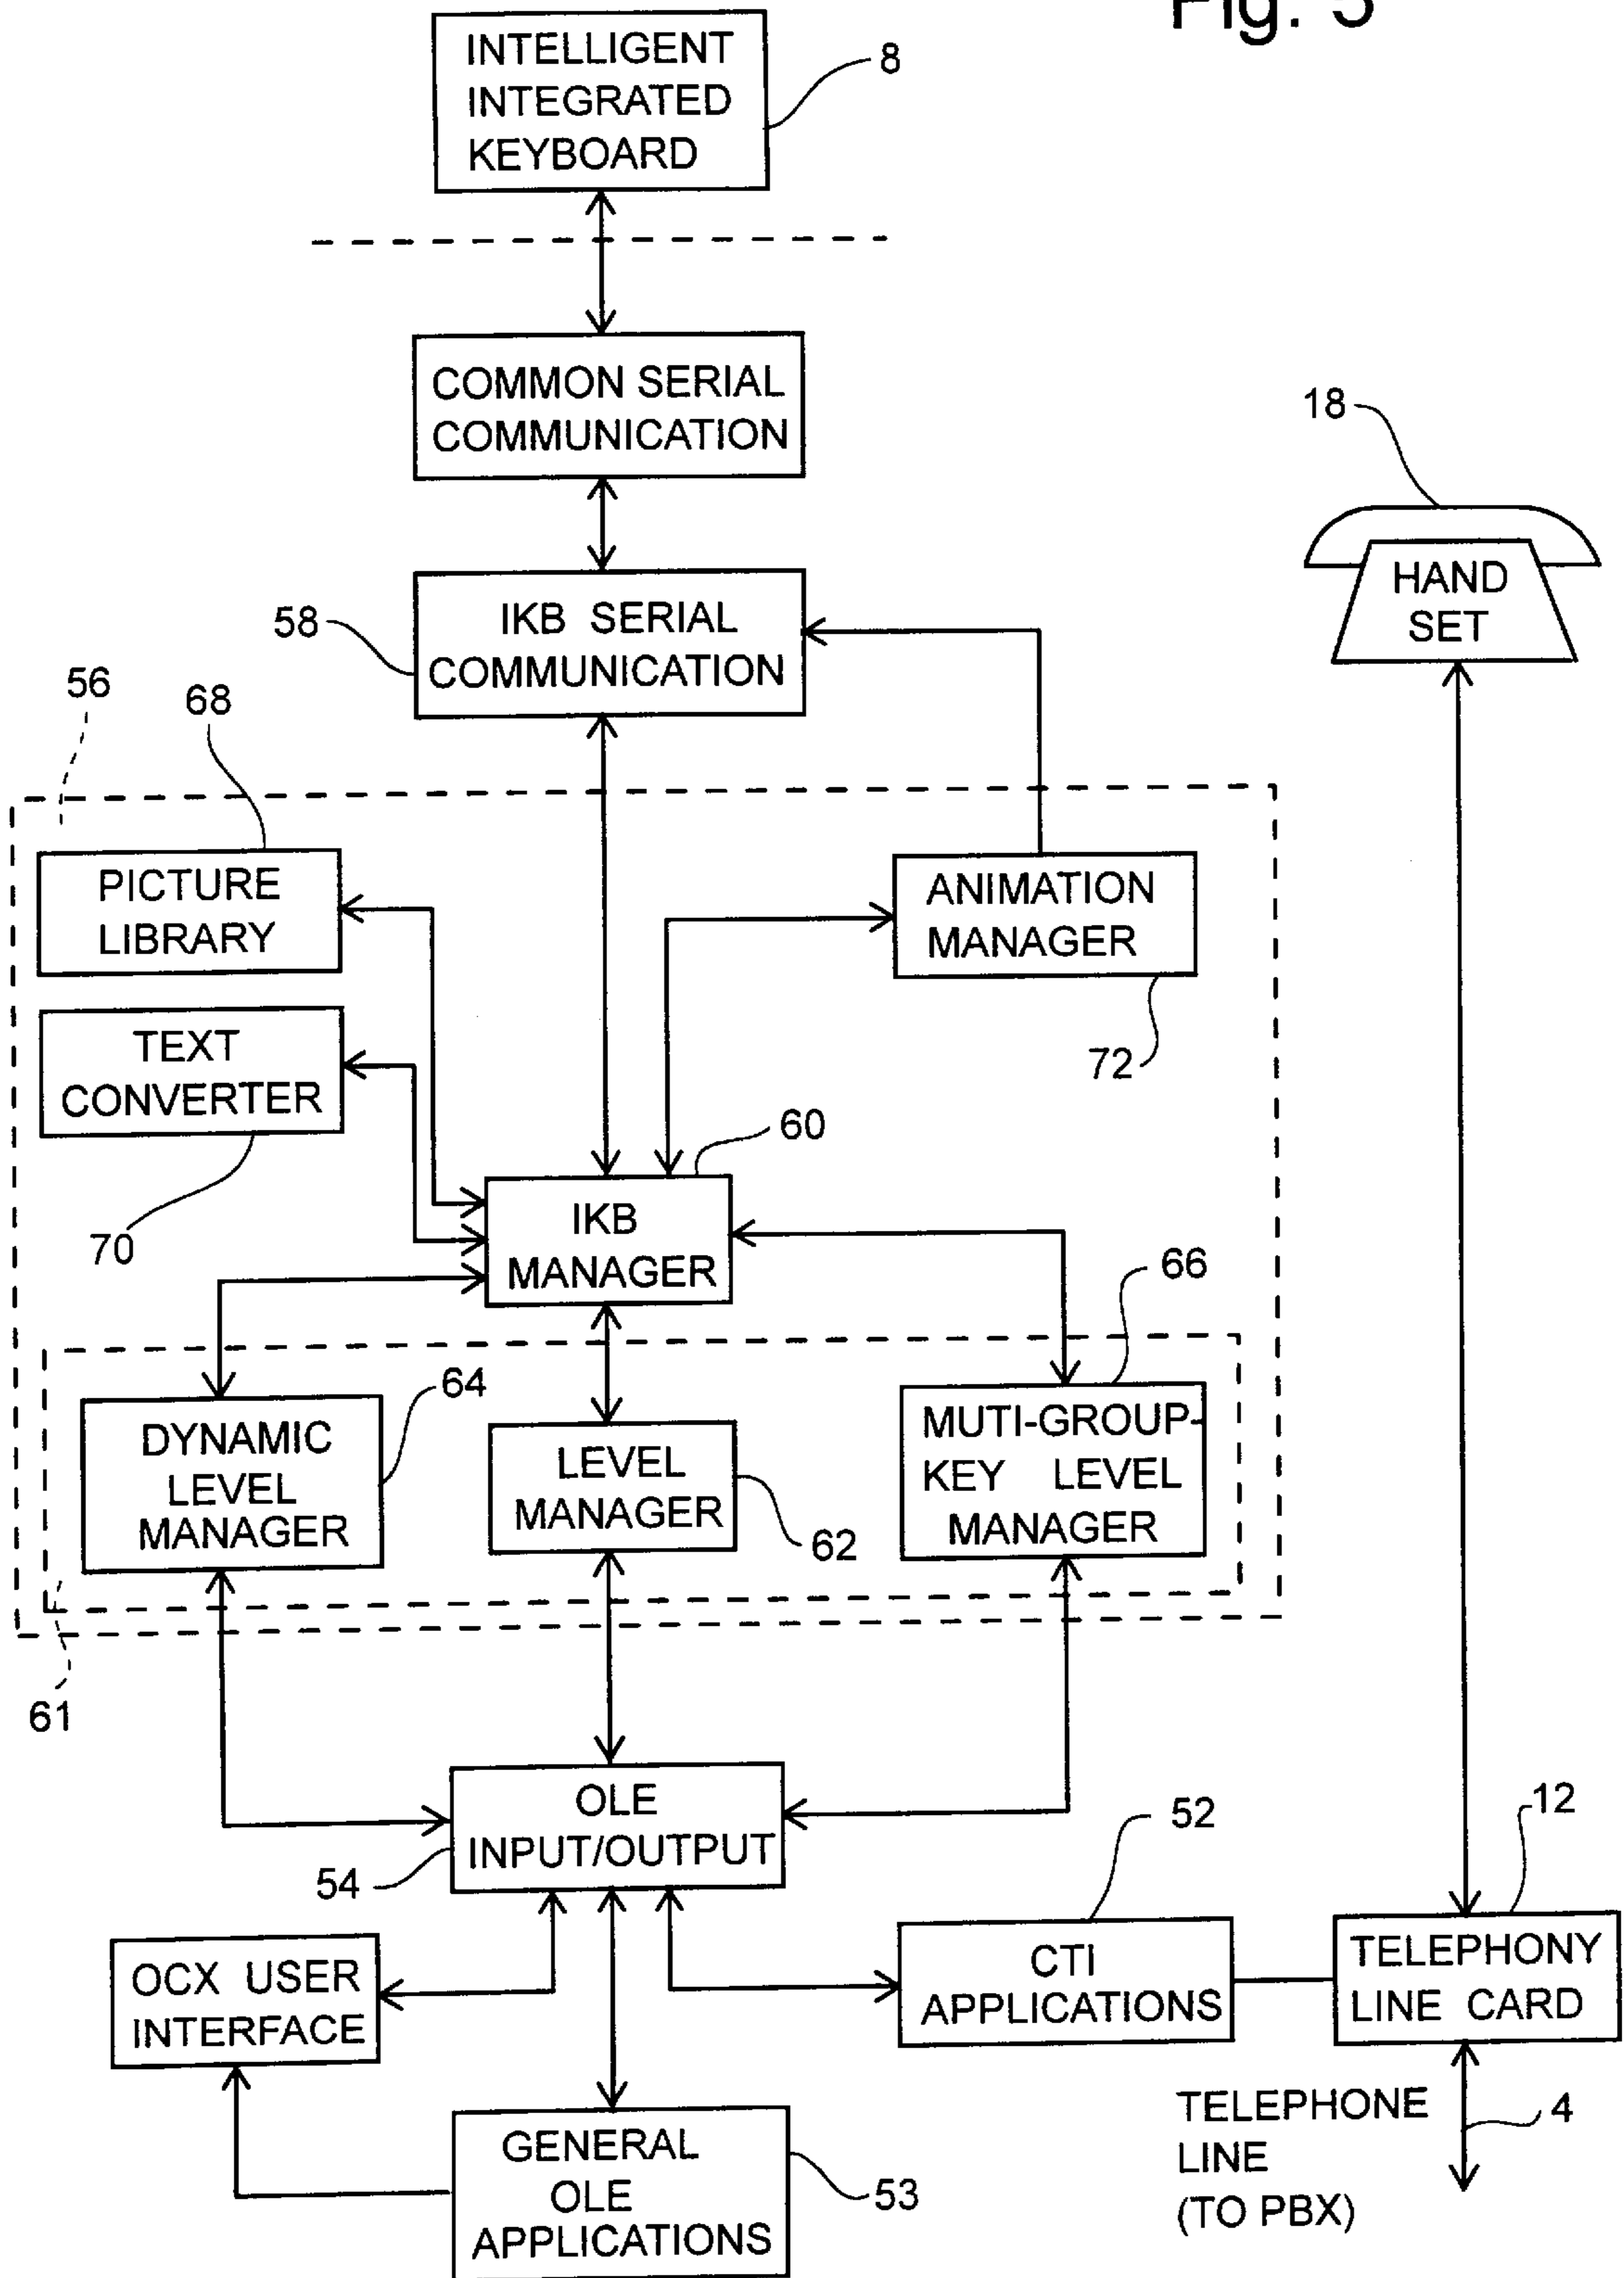 Fig. 5
INTELLIGENT
INTEGRATED
KEYBOARD
8
COMMON SERIAL
COMMUNICATION
18
HAND
SET
IKB SERIAL
COMMUNICATION
58
56
68
PICTURE
LIBRARY
ANIMATION
MANAGER
72
TEXT
CONVERTER
70
60
IKB
MANAGER
66
64
DYNAMIC
LEVEL
MANAGER
LEVEL
MANAGER
62
MUTI-GROUP-
KEY LEVEL
MANAGER
61
OLE
INPUT/OUTPUT
54
52
12
OCX USER
INTERFACE
CTI
APPLICATIONS
TELEPHONY
LINE CARD
TELEPHONE
LINE
(TO PBX)
4
GENERAL
OLE
APPLICATIONS
53